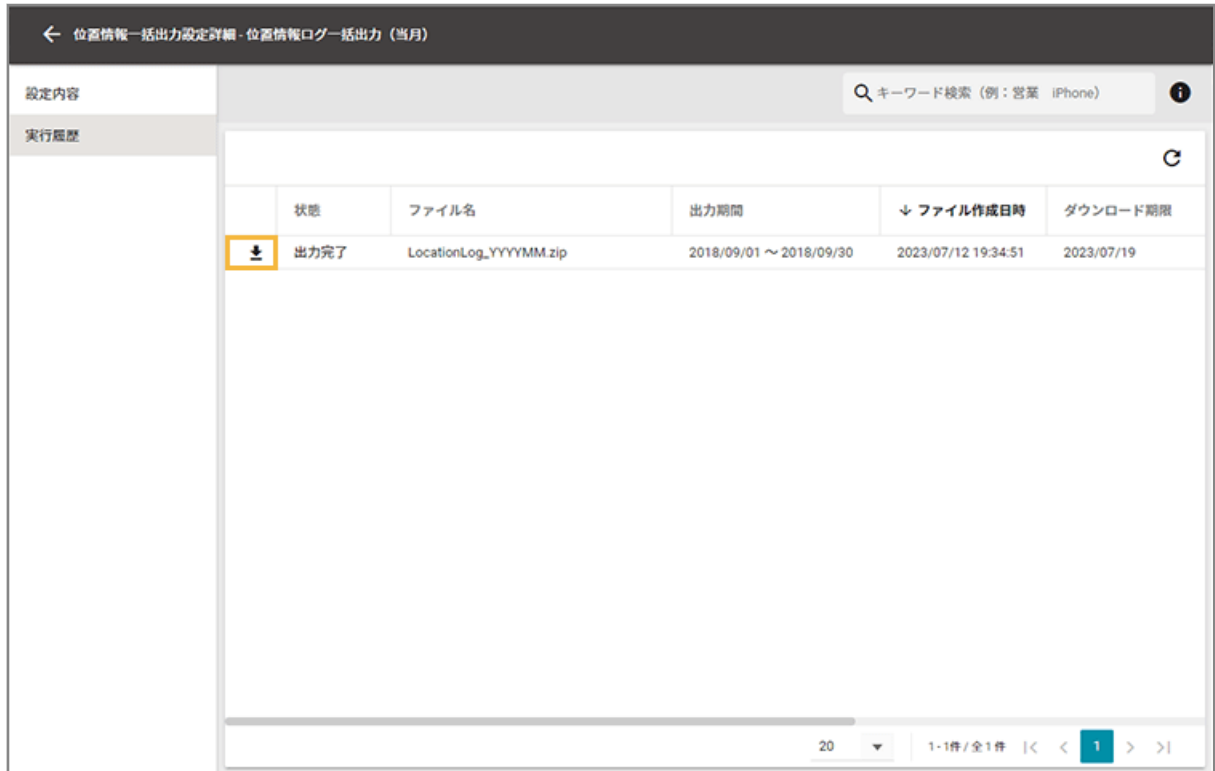 位置情報一括出力設定詳細 - 位置情報ログ一括出力（当月）
設定内容
キーワード検索（例：営業　iPhone）
実行履歴
状態 ファイル名 出力期間 ファイル作成日時 ダウンロード期限
出力完了 LocationLog_YYYYMM.zip 2018/09/01 〜 2018/09/30 2023/07/12 19:34:51 2023/07/19
20 1 - 1件 / 全 1 件 1